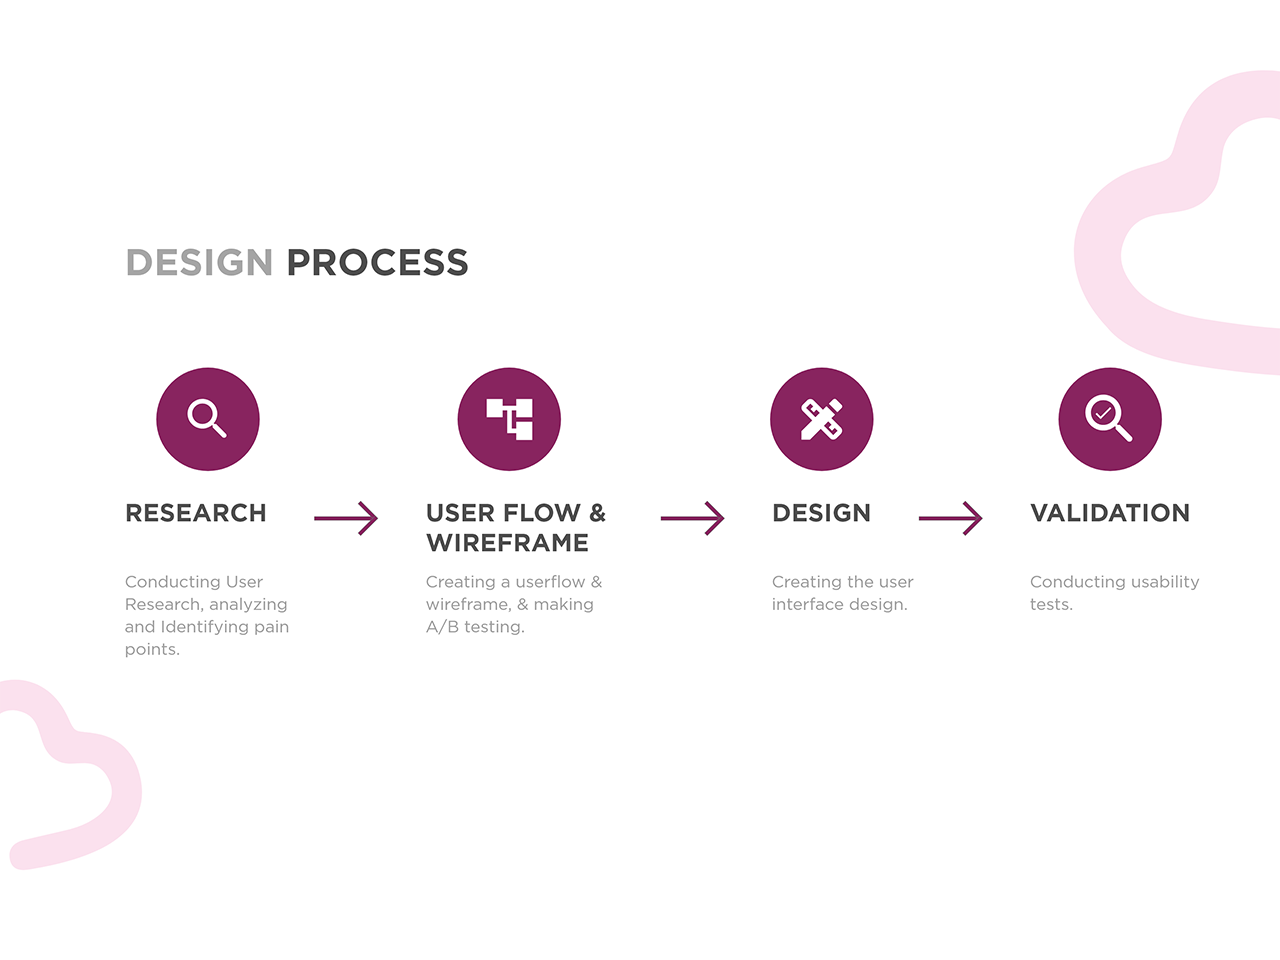 DESIGN PROCESS
RESEARCH
Conducting User
Research, analyzing
and Identifying pain
points.
USER FLOW &
WIREFRAME
Creating a userflow &
wireframe, & making
A/B testing.
DESIGN
Creating the user
interface design.
VALIDATION
Conducting usability
tests.